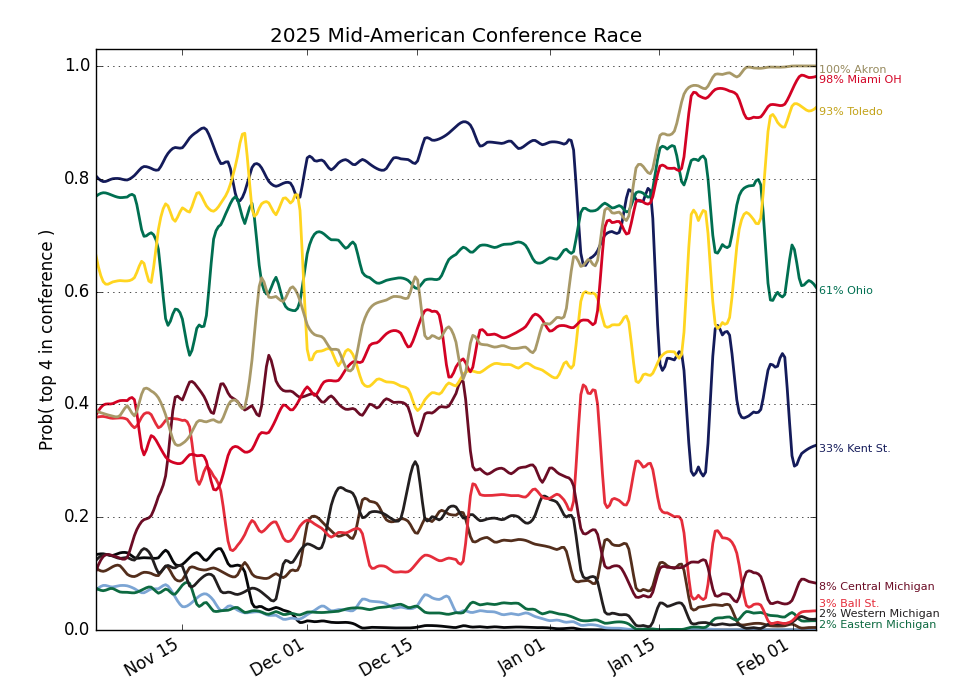 2025 Mid-American Conference Race
Prob( top 4 in conference )
1.0
0.8
0.6
0.4
0.2
0.0
Nov 15
Dec 01
Dec 15
Jan 01
Jan 15
Feb 01
100% Akron
98% Miami OH
93% Toledo
61% Ohio
33% Kent St.
8% Central Michigan
3% Ball St.
2% Western Michigan
2% Eastern Michigan